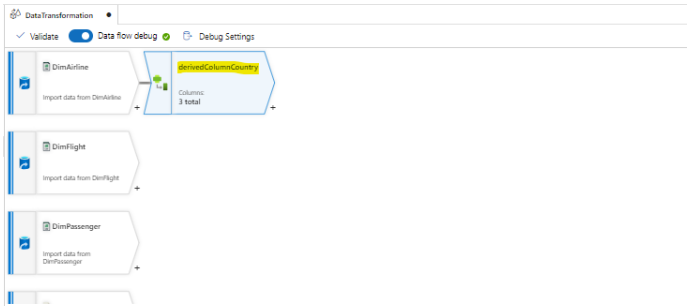 DataTransformation
Validate Data flow debug Debug Settings
DimAirline
Import data from DimAirline
+
derivedColumnCountry
Columns:
3 total
+
DimFlight
Import data from DimFlight
+
DimPassenger
Import data from
DimPassenger
+